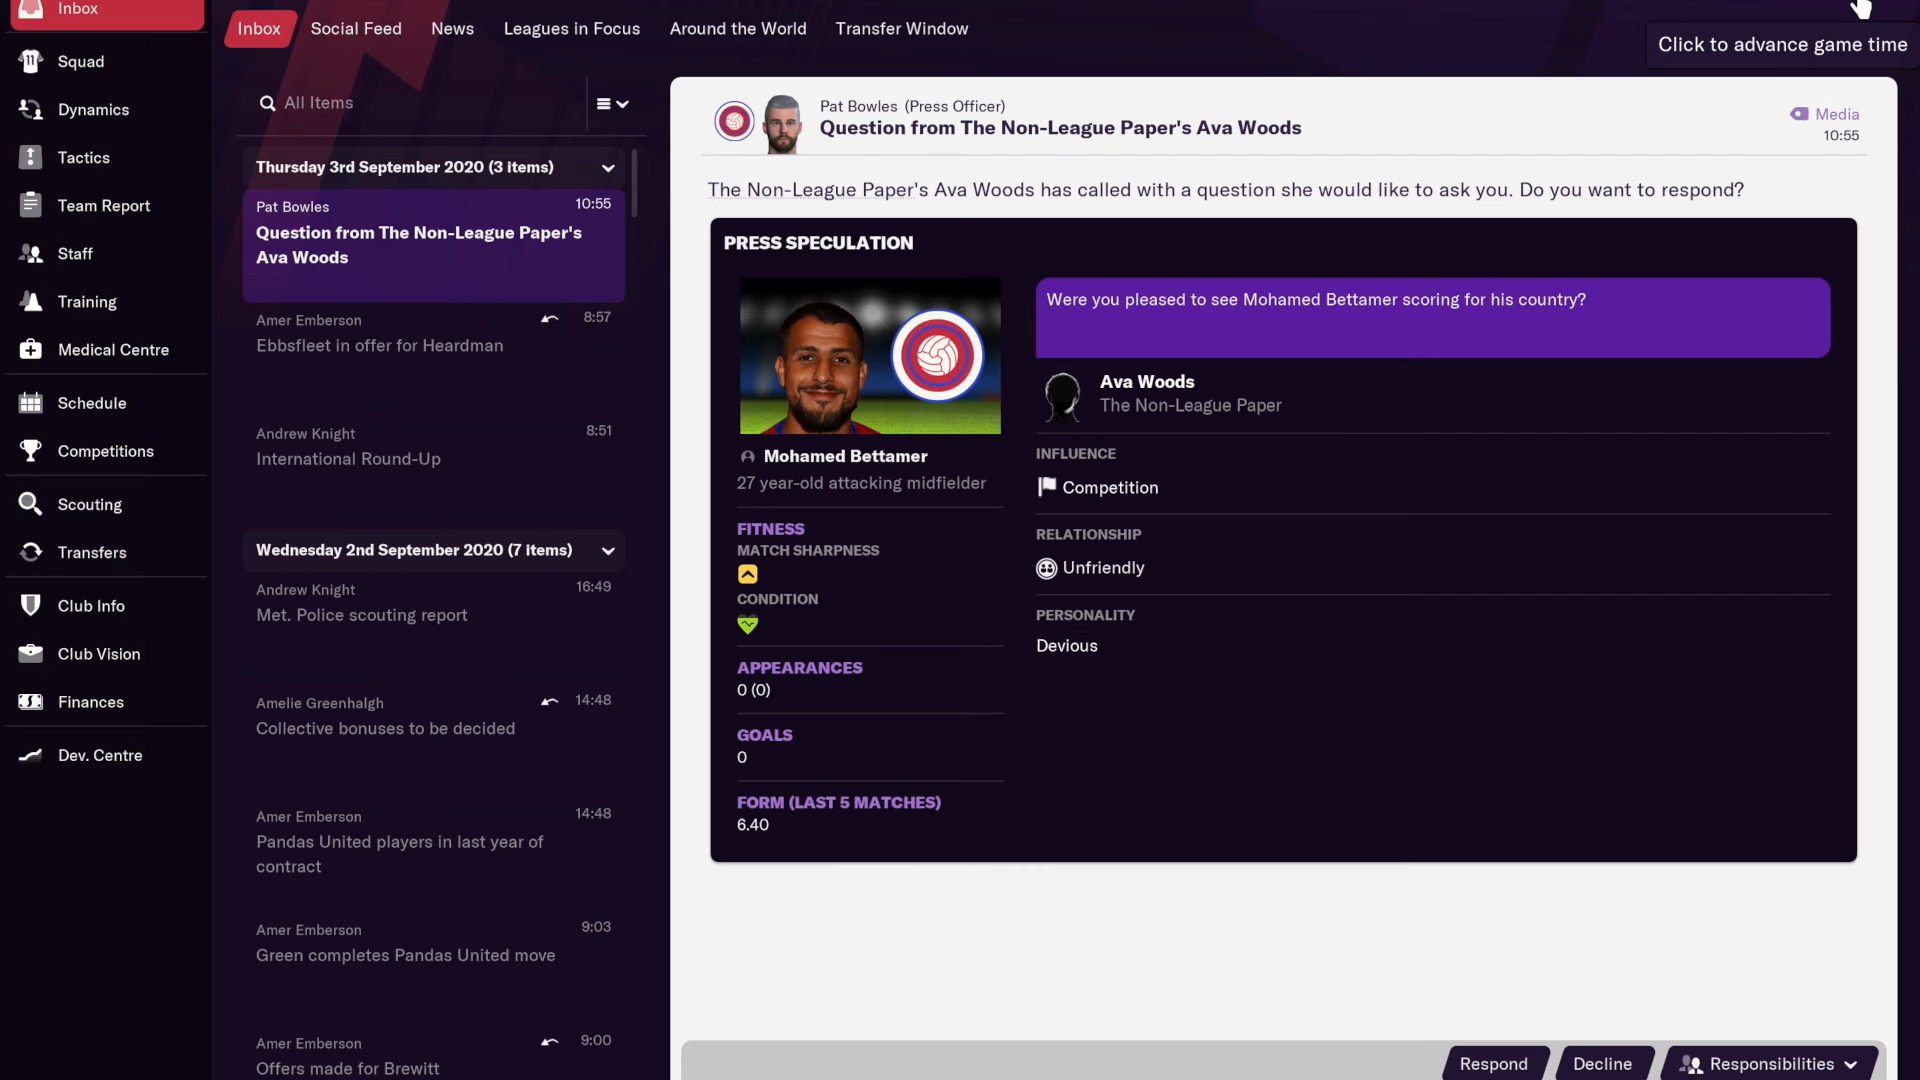 Inbox
Squad
Dynamics
Tactics
Team Report
Staff
Training
Medical Centre
Schedule
Competitions
Scouting
Transfers
Club Info
Club Vision
Finances
Dev. Centre
Inbox
Social Feed
News
Leagues in Focus
Around the World
Transfer Window
Click to advance game time
All Items
Thursday 3rd September 2020 (3 items)
Pat Bowles
10:55
Question from The Non-League Paper's
Ava Woods
Amer Emberson
8:57
Ebbsfleet in offer for Heardman
Andrew Knight
8:51
International Round-Up
Wednesday 2nd September 2020 (7 items)
Andrew Knight
16:49
Met. Police scouting report
Amelie Greenhalgh
14:48
Collective bonuses to be decided
Amer Emberson
14:48
Pandas United players in last year of
contract
Amer Emberson
9:03
Green completes Pandas United move
Amer Emberson
9:00
Offers made for Brewitt
Pat Bowles (Press Officer)
Question from The Non-League Paper's Ava Woods
Media
10:55
The Non-League Paper's Ava Woods has called with a question she would like to ask you. Do you want to respond?
PRESS SPECULATION
Mohamed Bettamer
27 year-old attacking midfielder
FITNESS
MATCH SHARPNESS
CONDITION
APPEARANCES
0 (0)
GOALS
0
FORM (LAST 5 MATCHES)
6.40
Were you pleased to see Mohamed Bettamer scoring for his country?
Ava Woods
The Non-League Paper
INFLUENCE
Competition
RELATIONSHIP
Unfriendly
PERSONALITY
Devious
Respond
Decline
Responsibilities